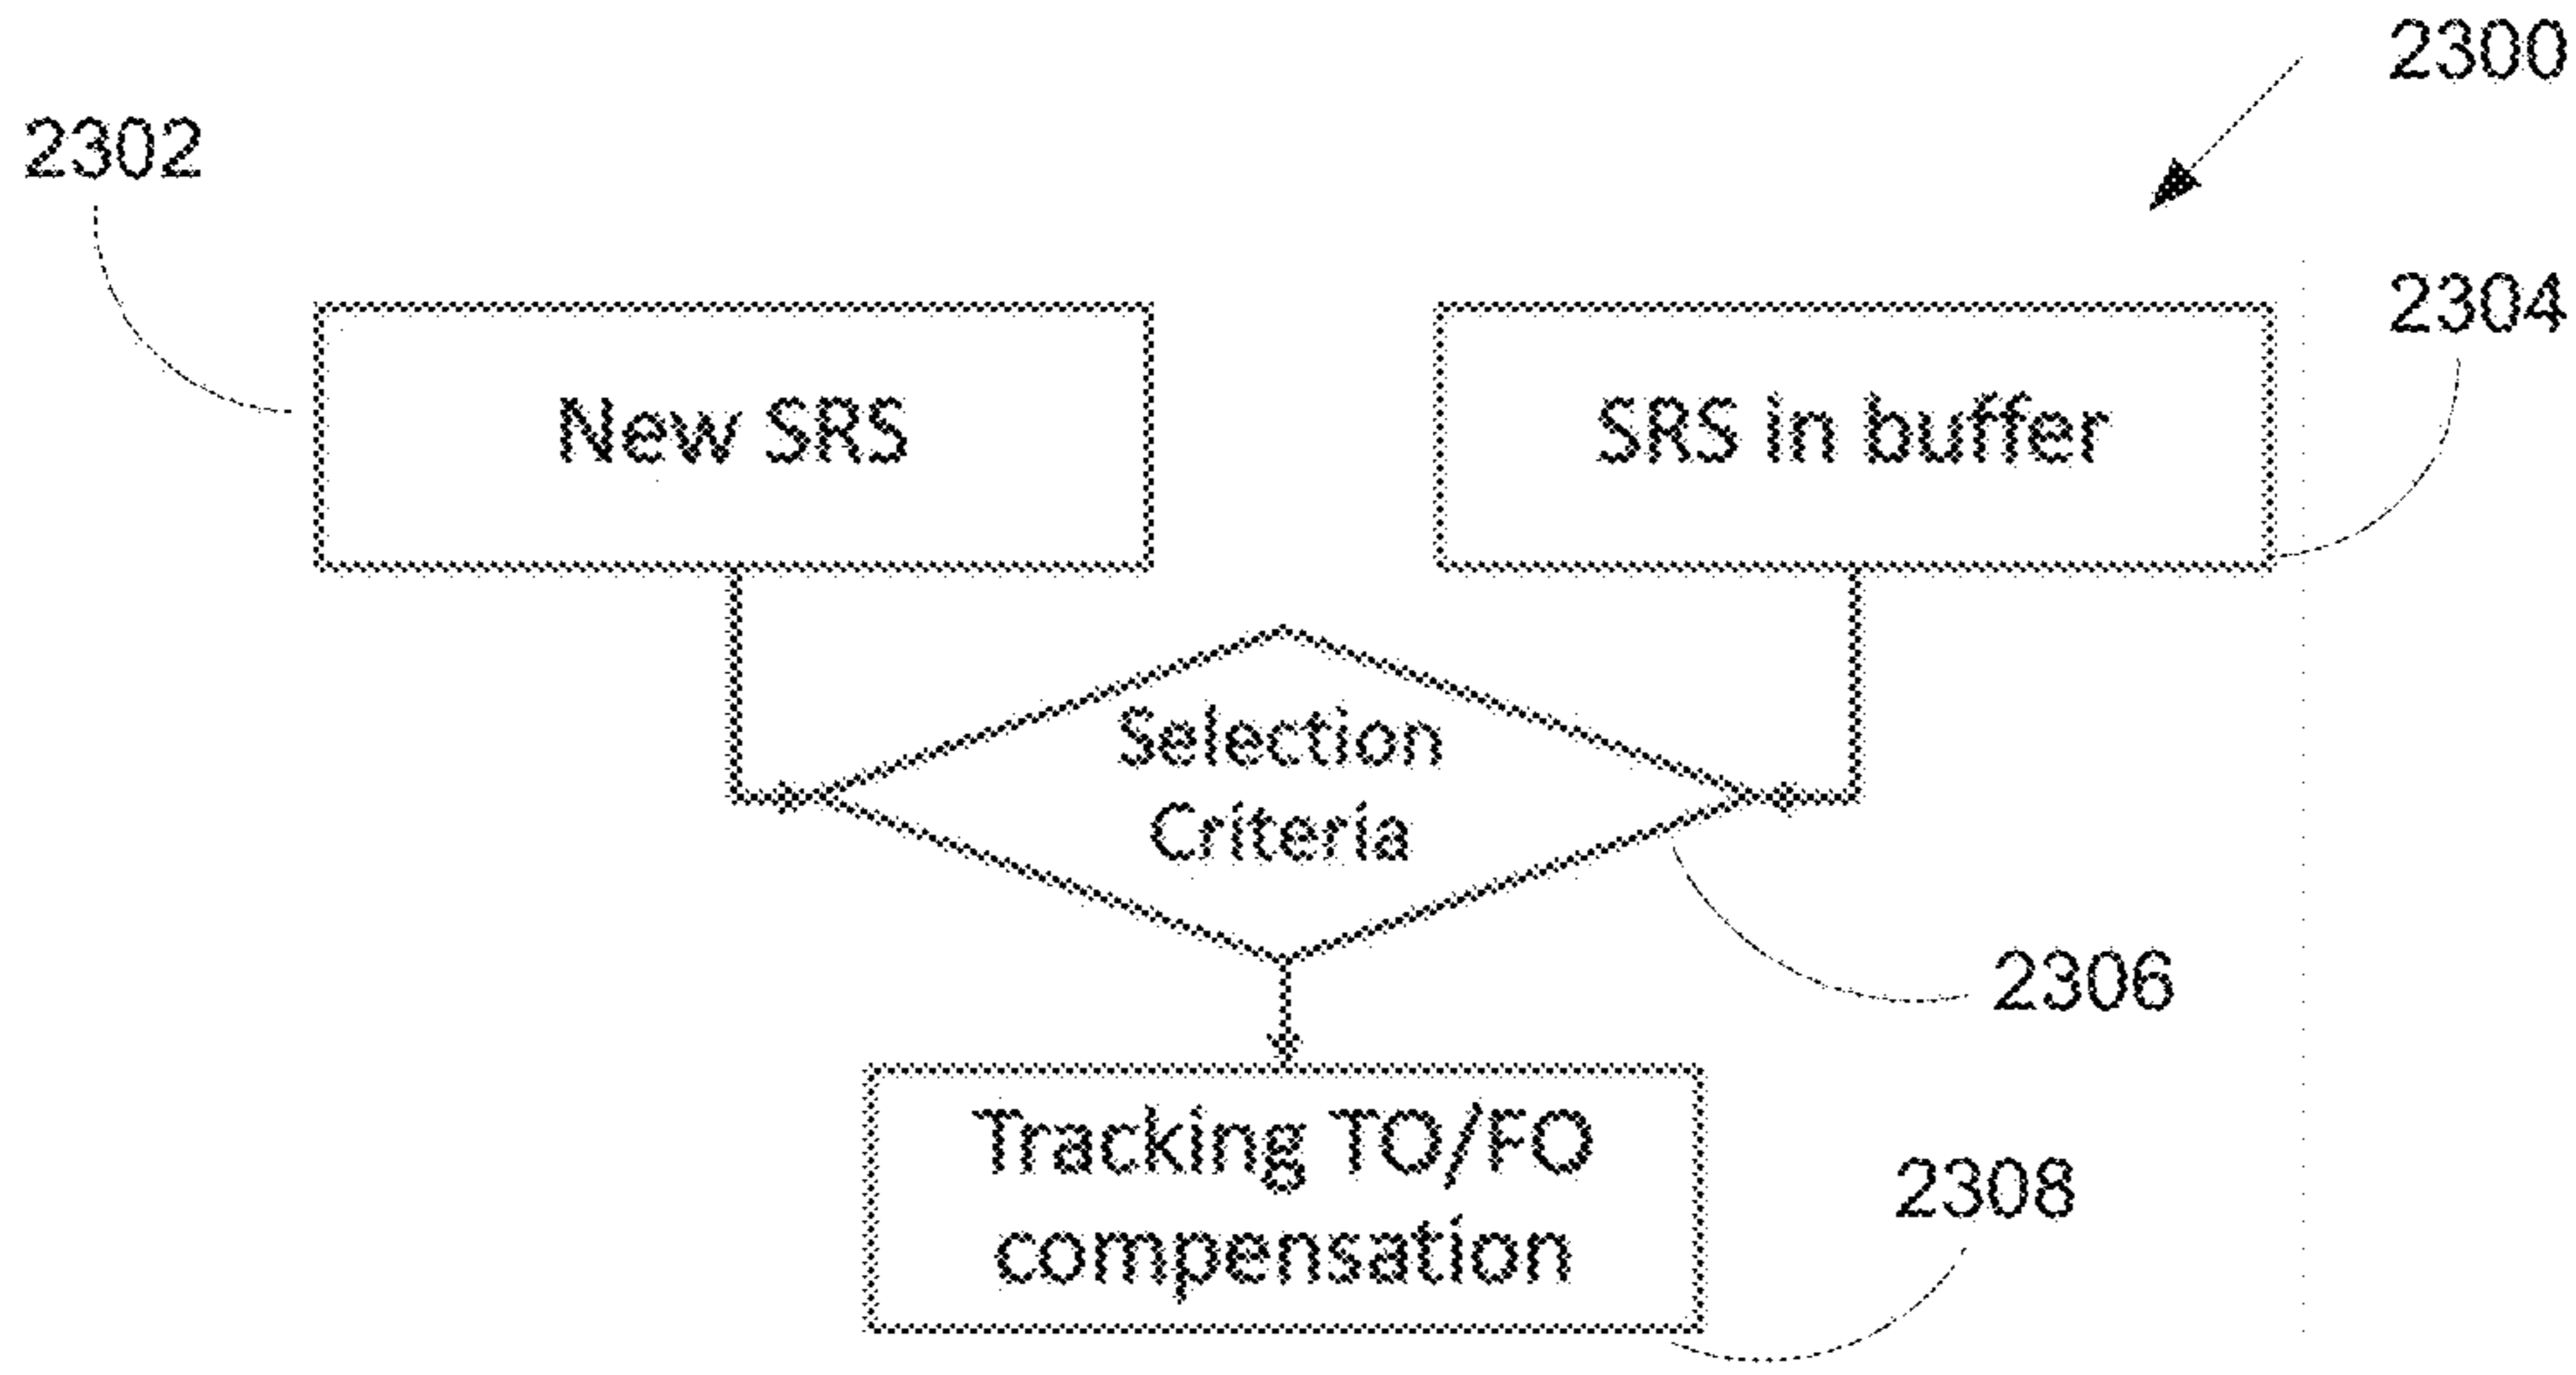 2300
2302
2304
New SRS
SRS in buffer
Selection
Criteria
2306
Tracking TO/FO
compensation
2308